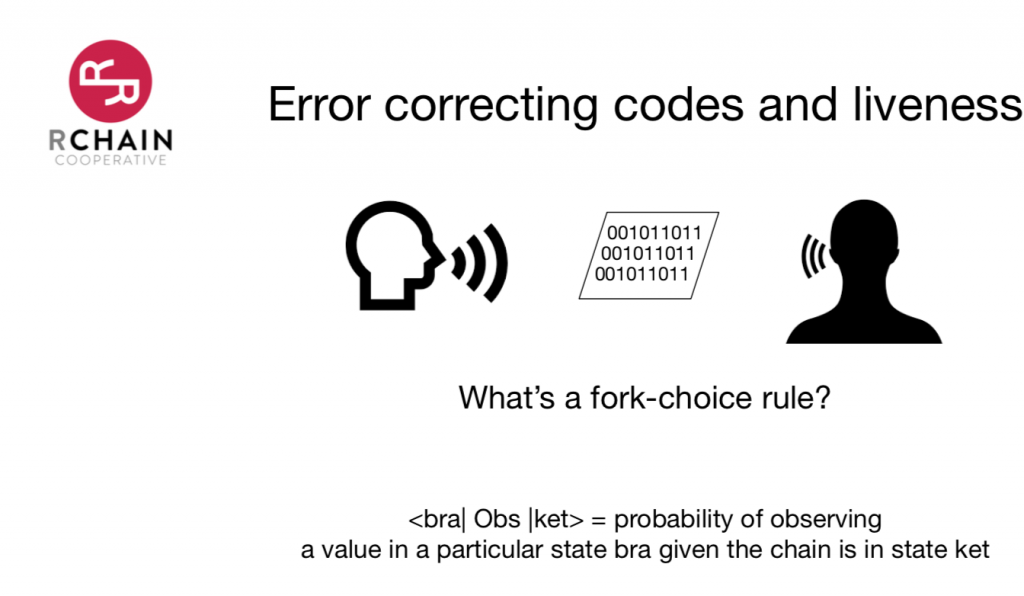 RCHAIN
COOPERATIVE
Error correcting codes and liveness
001011011
001011011
001011011
What's a fork-choice rule?
<bra| Obs |ket> = probability of observing
a value in a particular state bra given the chain is in state ket